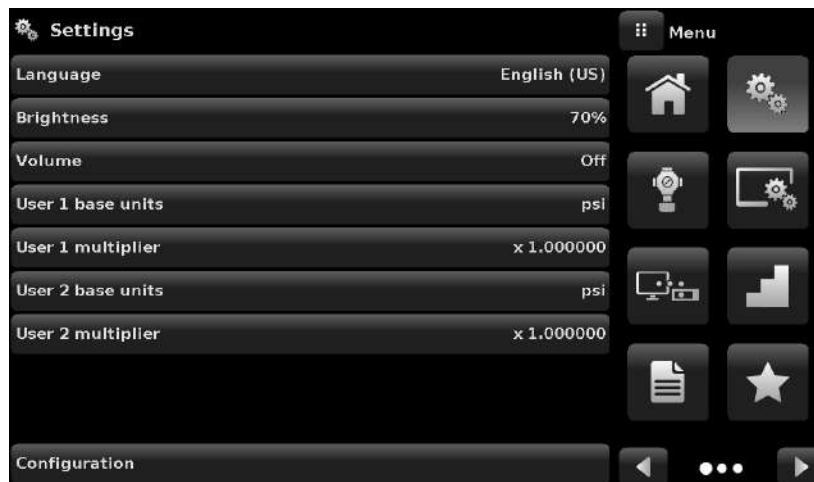 Settings
Menu
Language English (US)
Brightness 70%
Volume Off
User 1 base units psi
User 1 multiplier x 1.000000
User 2 base units psi
User 2 multiplier x 1.000000
Configuration